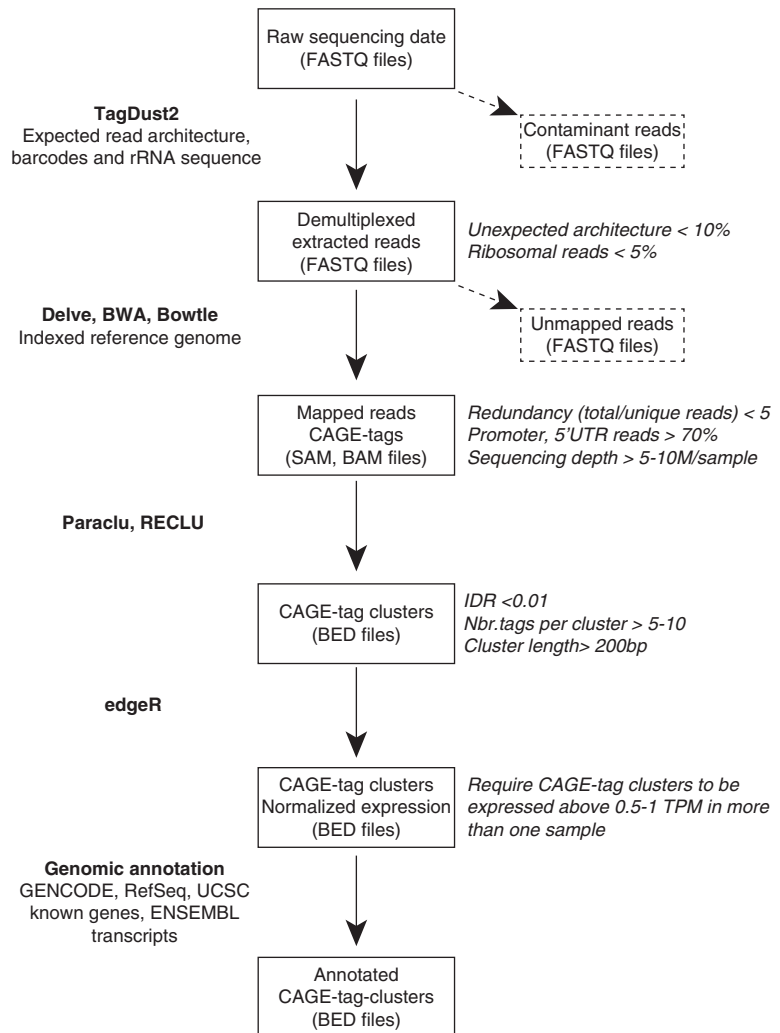 Raw sequencing date
(FASTQ files)
TagDust2
Expected read architecture,
barcodes and rRNA sequence
Contaminant reads
(FASTQ files)
Demultiplexed
extracted reads
(FASTQ files)
Unexpected architecture < 10%
Ribosomal reads < 5%
Delve, BWA, Bowtle
Indexed reference genome
Unmapped reads
(FASTQ files)
Mapped reads
CAGE-tags
(SAM, BAM files)
Redundancy (total/unique reads) < 5
Promoter, 5'UTR reads > 70%
Sequencing depth > 5-10M/sample
Paraclu, RECLU
CAGE-tag clusters
(BED files)
IDR <0.01
Nbr.tags per cluster > 5-10
Cluster length> 200bp
edgeR
CAGE-tag clusters
Normalized expression
(BED files)
Require CAGE-tag clusters to be
expressed above 0.5-1 TPM in more
than one sample
Genomic annotation
GENCODE, RefSeq, UCSC
known genes, ENSEMBL
transcripts
Annotated
CAGE-tag-clusters
(BED files)